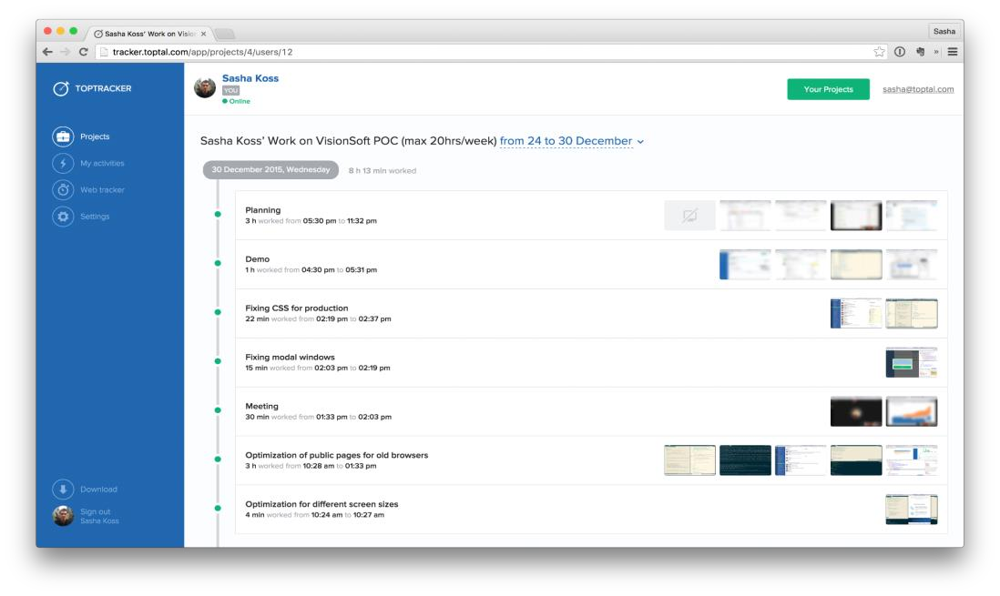 Sasha Koss' Work on Vision
Sasha
tracker.toptal.com/app/projects/4/users/12
TOPTRACKER
Projects
My activities
Web tracker
Settings
Download
Sign out
Sasha Koss
Sasha Koss
YOU
Online
Your Projects
sasha@toptal.com
Sasha Koss' Work on VisionSoft POC (max 20hrs/week) from 24 to 30 December
30 December 2015, Wednesday
8 h 13 min worked
Planning
3 h worked from 05:30 pm to 11:32 pm
Demo
1 h worked from 04:30 pm to 05:31 pm
Fixing CSS for production
22 min worked from 02:19 pm to 02:37 pm
Fixing modal windows
15 min worked from 02:03 pm to 02:19 pm
Meeting
30 min worked from 01:33 pm to 02:03 pm
Optimization of public pages for old browsers
3 h worked from 10:28 am to 01:33 pm
Optimization for different screen sizes
4 min worked from 10:24 am to 10:27 am